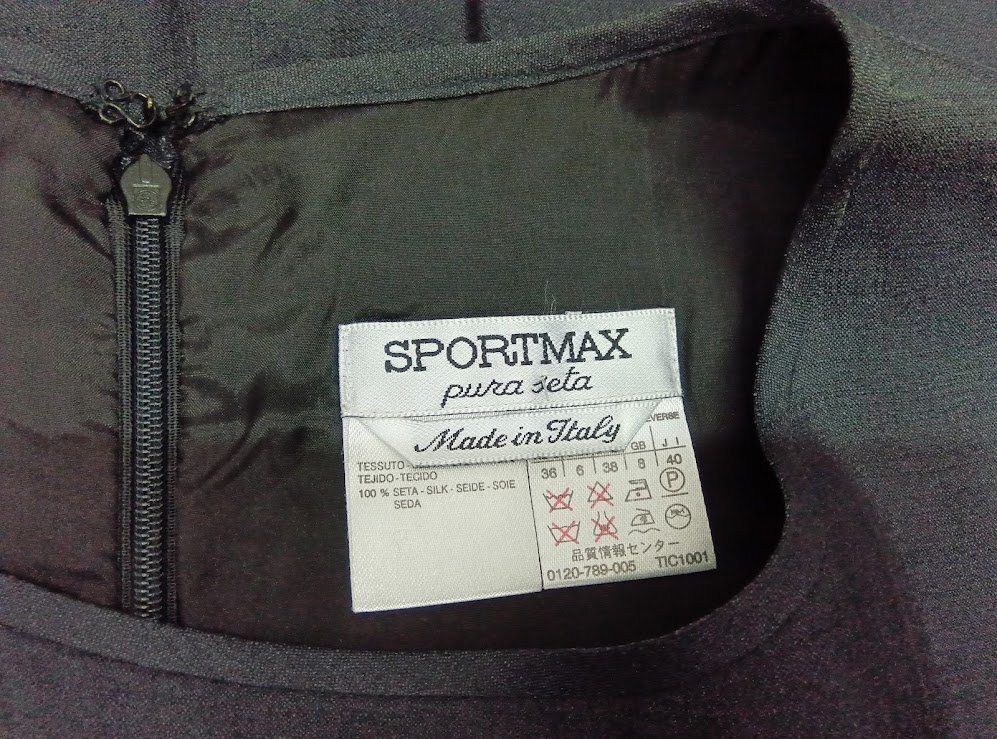 SPORTMAX
pura seta
Made in Italy
EVERSE
GB J I
36 6 38 8 40
P
TESSUTO -
TEJIDO - TECIDO
100 % SETA - SILK - SEIDE - SOIE
SEDA
品質情報センター
0120-789-005 TIC1001